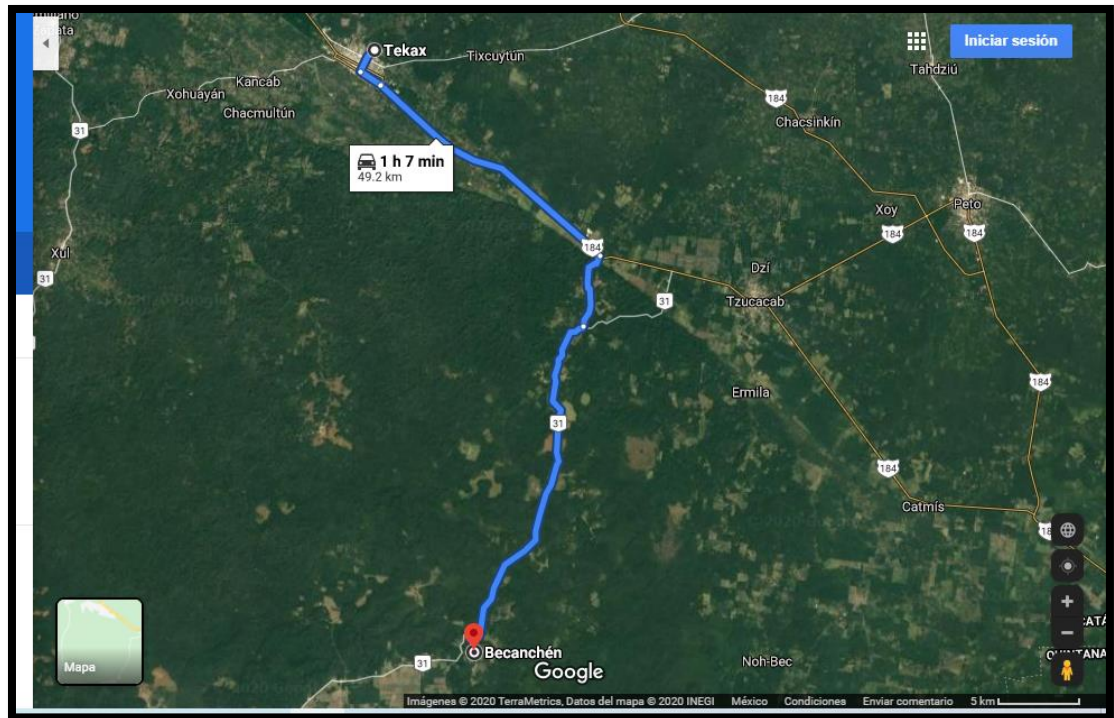 Zapata
Tekax
Tixcuytún
Iniciar sesión
Kancab
Xohuayán
Tahdziú
Chacmultún
184
Chacsinkín
31
1 h 7 min
49.2 km
Xoy
Peto
184
184
184
Xul
31
Dzí
31
Tzucacab
184
Ermila
31
184
Catmís
Becanchén
31
Noh-Bec
Mapa
Google
QUINTANA
Imágenes © 2020 TerraMetrics, Datos del mapa © 2020 INEGI México Condiciones Enviar comentario 5 km